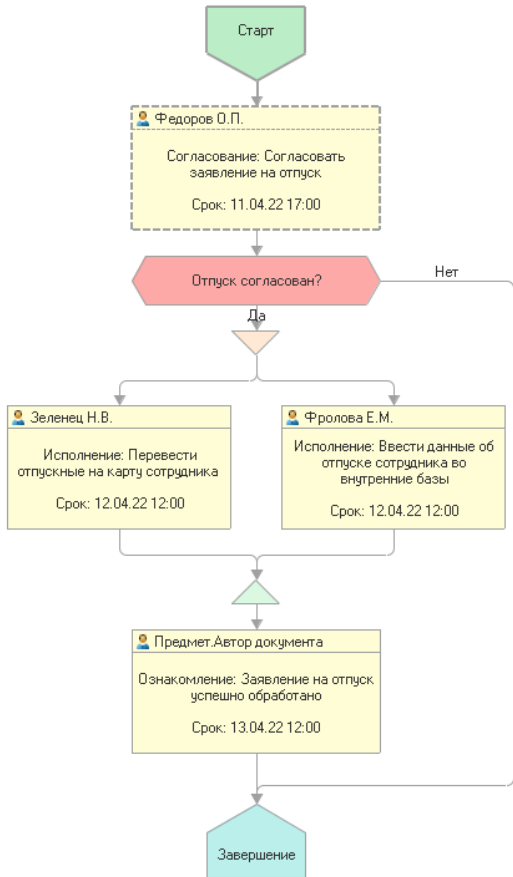 Старт
Федоров О.П.
Согласование: Согласовать
заявление на отпуск
Срок: 11.04.22 17:00
Отпуск согласован?
Нет
Да
Зеленец Н.В.
Исполнение: Перевести
отпускные на карту сотрудника
Срок: 12.04.22 12:00
Фролова Е.М.
Исполнение: Ввести данные об
отпуске сотрудника во
внутренние базы
Срок: 12.04.22 12:00
Предмет.Автор документа
Ознакомление: Заявление на отпуск
успешно обработано
Срок: 13.04.22 12:00
Завершение